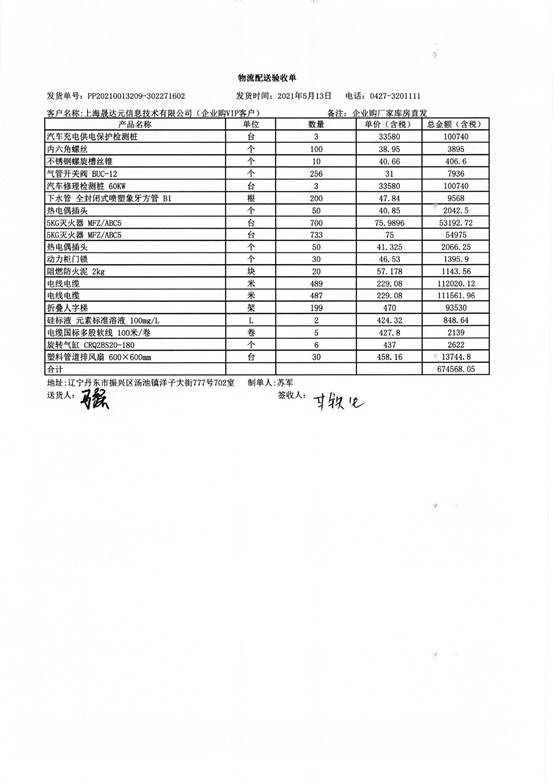 物流配送验收单
发货单号：PP20210013209-302271602 发货时间：2021年5月13日 电话：0427-3201111
客户名称:上海晟达元信息技术有限公司（企业购VIP客户） 备注：企业购厂家库房直发
产品名称 单位 数量 单价（含税） 总金额（含税）
汽车充电供电保护检测桩 台 3 33580 100740
内六角螺丝 个 100 38.95 3895
不锈钢螺旋槽丝锥 个 10 40.66 406.6
气管开关阀 BUC-12 个 256 31 7936
汽车修理检测桩 60KW 台 3 33580 100740
下水管 全封闭式喷塑象牙方管 B1 根 200 47.84 9568
热电偶插头 个 50 40.85 2042.5
5KG灭火器 MFZ/ABC5 台 700 75.9896 53192.72
5KG灭火器 MFZ/ABC5 台 733 75 54975
热电偶插头 个 50 41.325 2066.25
动力柜门锁 个 30 46.53 1395.9
阻燃防火泥 2kg 块 20 57.178 1143.56
电线电缆 米 489 229.08 112020.12
电线电缆 米 487 229.08 111561.96
折叠人字梯 架 199 470 93530
硅标液 元素标准溶液 100mg/L L 2 424.32 848.64
电缆国标多股软线 100米/卷 卷 5 427.8 2139
旋转气缸 CRQ2BS20-180 个 6 437 2622
塑料管道排风扇 600×600mm 台 30 458.16 13744.8
合计 674568.05
地址:辽宁丹东市振兴区汤池镇洋子大街777号702室 制单人:苏军
送货人： 签收人：